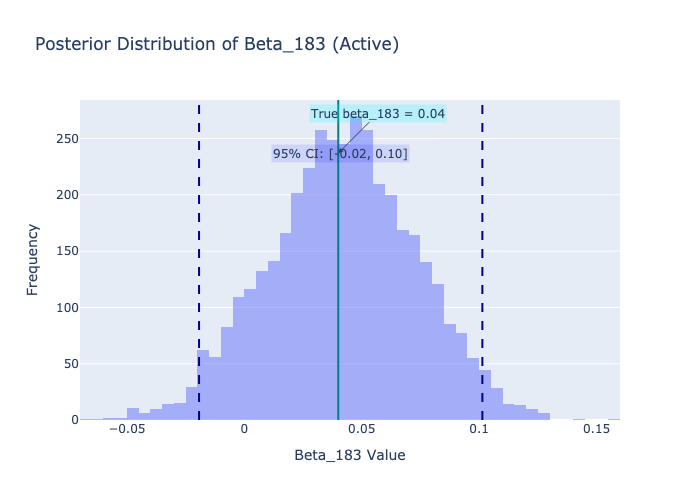 Posterior Distribution of Beta_183 (Active)
True beta_183 = 0.04
95% CI: [-0.02, 0.10]
250
200
150
100
50
0
Frequency
−0.05
0
0.05
0.1
0.15
Beta_183 Value